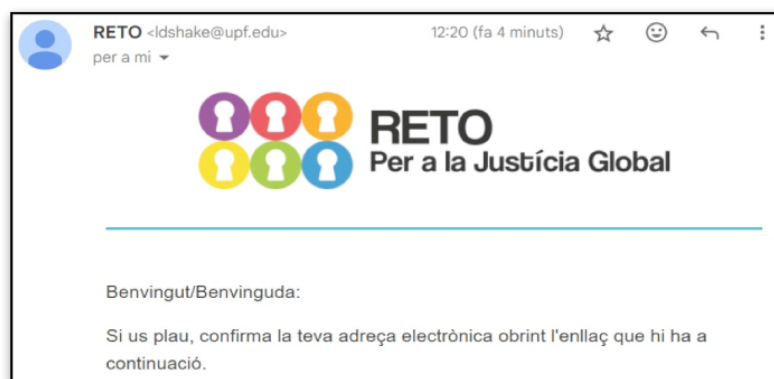 RETO <ldshake@upf.edu> 12:20 (fa 4 minuts)
per a mi
RETO
Per a la Justícia Global
Benvingut/Benvinguda:
Si us plau, confirma la teva adreça electrònica obrint l'enllaç que hi ha a
continuació.